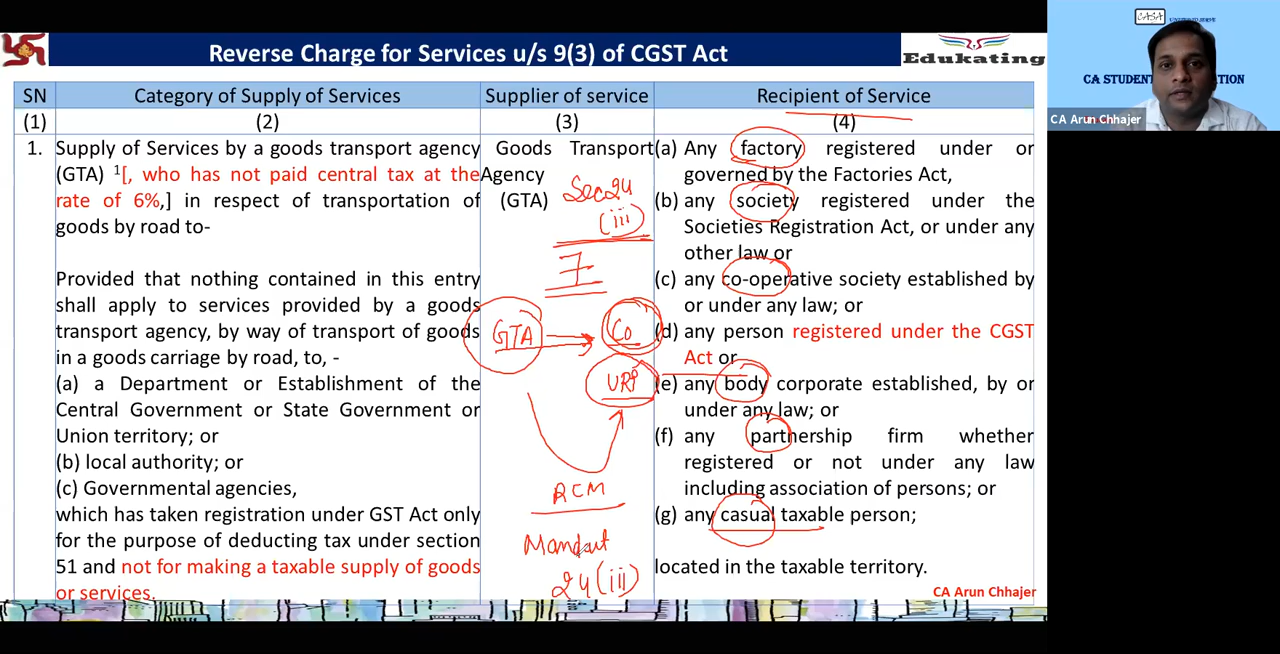 Reverse Charge for Services u/s 9(3) of CGST Act
Edukating
CASA
CA Arun Chhajer
SN
Category of Supply of Services
Supplier of service
Recipient of Service
(1)
(2)
(3)
(4)
1.
Supply of Services by a goods transport agency
(GTA) ¹[, who has not paid central tax at the
rate of 6%,] in respect of transportation of
goods by road to-
Provided that nothing contained in this entry
shall apply to services provided by a goods
transport agency, by way of transport of goods
in a goods carriage by road, to, -
(a) a Department or Establishment of the
Central Government or State Government or
Union territory; or
(b) local authority; or
(c) Governmental agencies,
which has taken registration under GST Act only
for the purpose of deducting tax under section
51 and not for making a taxable supply of goods
or services.
Goods Transport
Agency
(GTA)
Sec 24
(iii)
GTA
Co
URP
RCM
24 (iii)
(a) Any factory registered under or
governed by the Factories Act,
(b) any society registered under the
Societies Registration Act, or under any
other law or
(c) any co-operative society established by
or under any law; or
(d) any person registered under the CGST
Act or
(e) any body corporate established, by or
under any law; or
(f) any partnership firm whether
registered or not under any law
including association of persons; or
(g) any casual taxable person;
located in the taxable territory.
CA Arun Chhajer